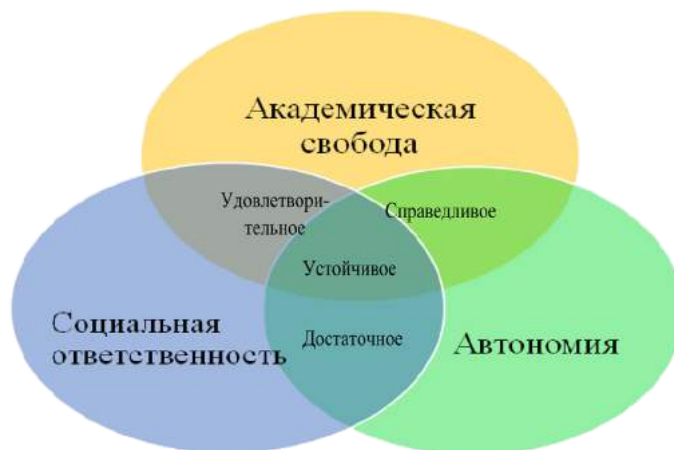 Академическая
свобода
Удовлетвори-
тельное
Справедливое
Устойчивое
Социальная
ответственность
Достаточное
Автономия